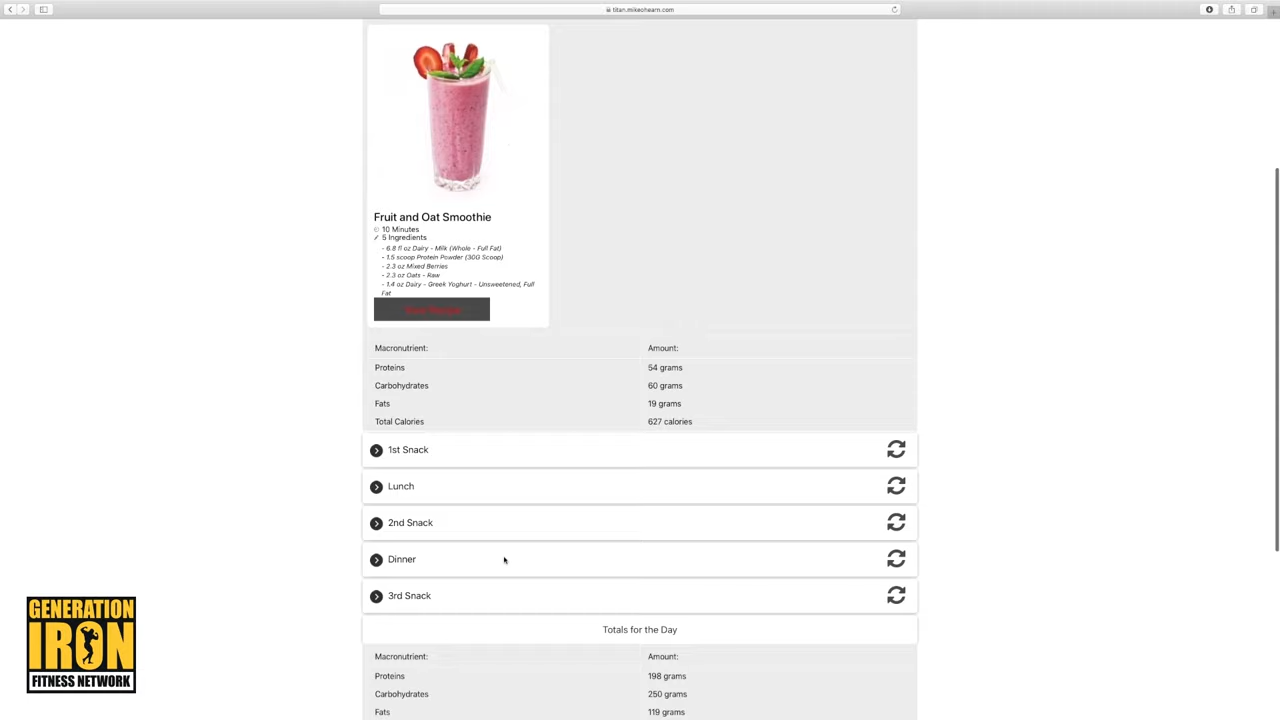 titan.mikechearn.com
Fruit and Oat Smoothie
10 Minutes
5 Ingredients
- 6.8 fl oz Dairy - Milk (Whole - Full Fat)
- 1.5 scoop Protein Powder (30G Scoop)
- 2.3 oz Mixed Berries
- 2.3 oz Oats - Raw
- 1.4 oz Dairy - Greek Yoghurt - Unsweetened, Full
Fat
Macronutrient: Amount:
Proteins 54 grams
Carbohydrates 60 grams
Fats 19 grams
Total Calories 627 calories
1st Snack
Lunch
2nd Snack
Dinner
3rd Snack
Totals for the Day
Macronutrient: Amount:
Proteins 198 grams
Carbohydrates 250 grams
Fats 119 grams
GENERATION
IRON
FITNESS NETWORK